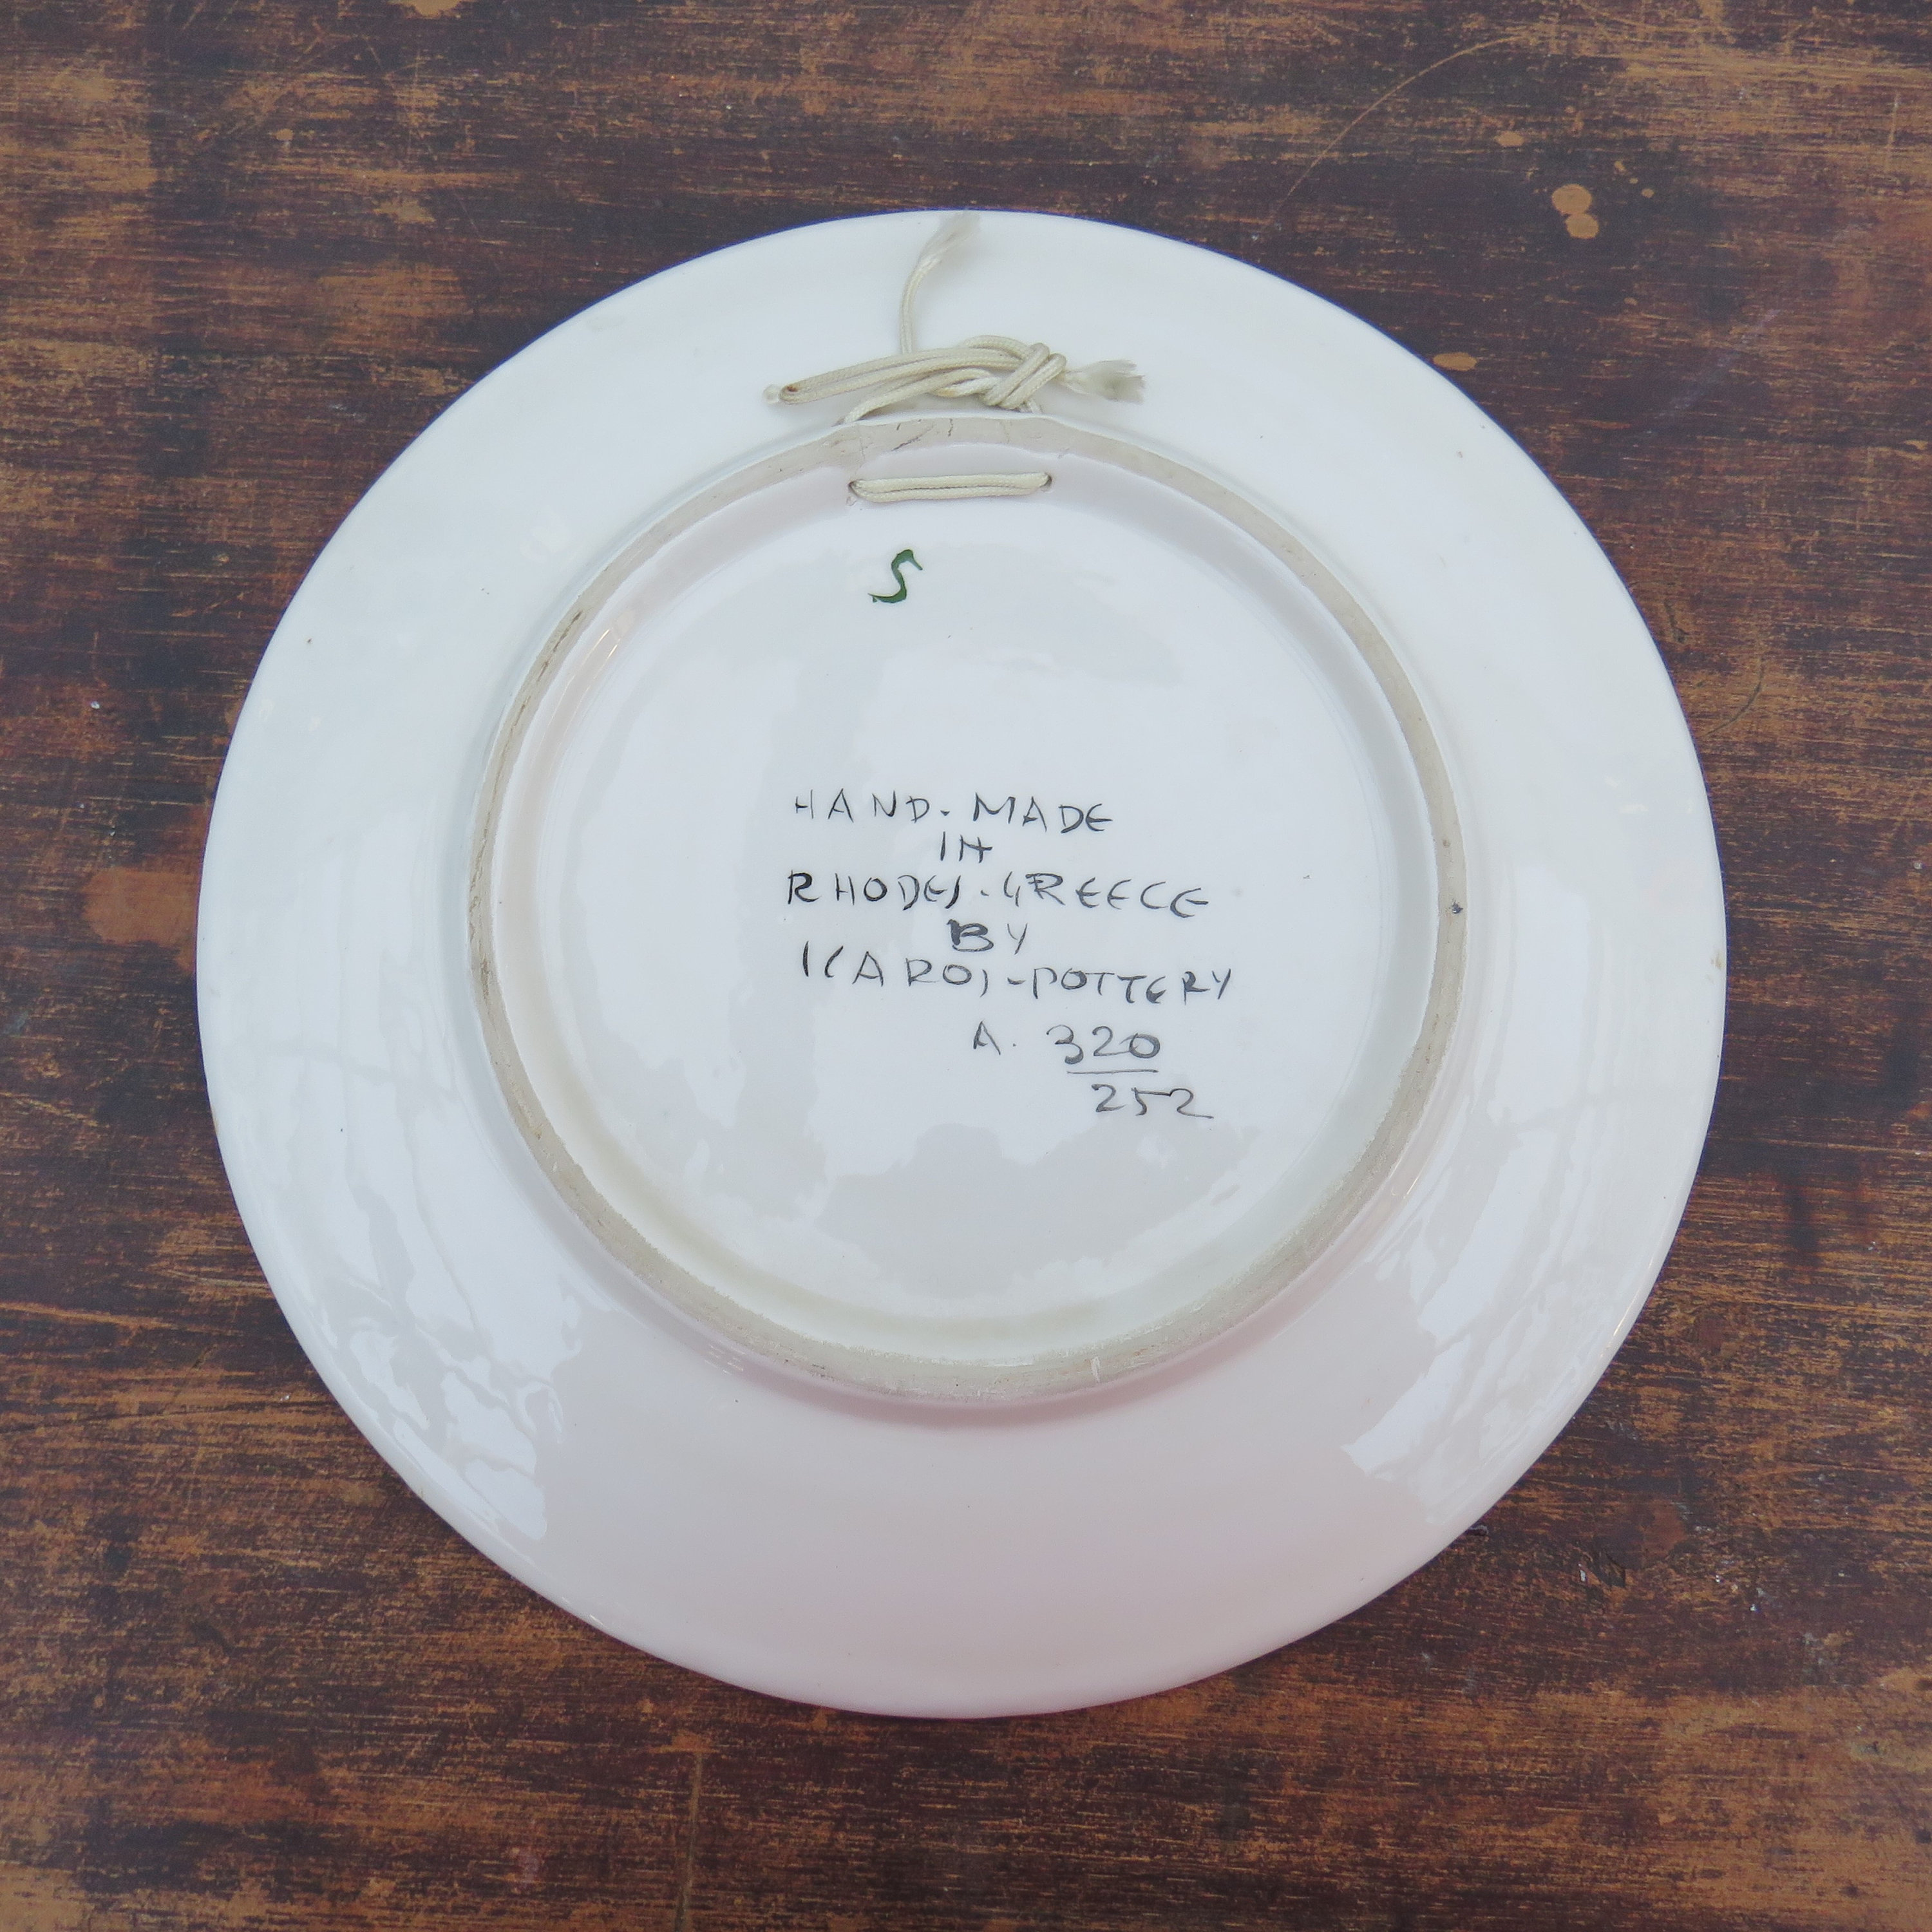 S
HAND-MADE
IN
RHODES-GREECE
BY
ICAROS-POTTERY
A. 320
252